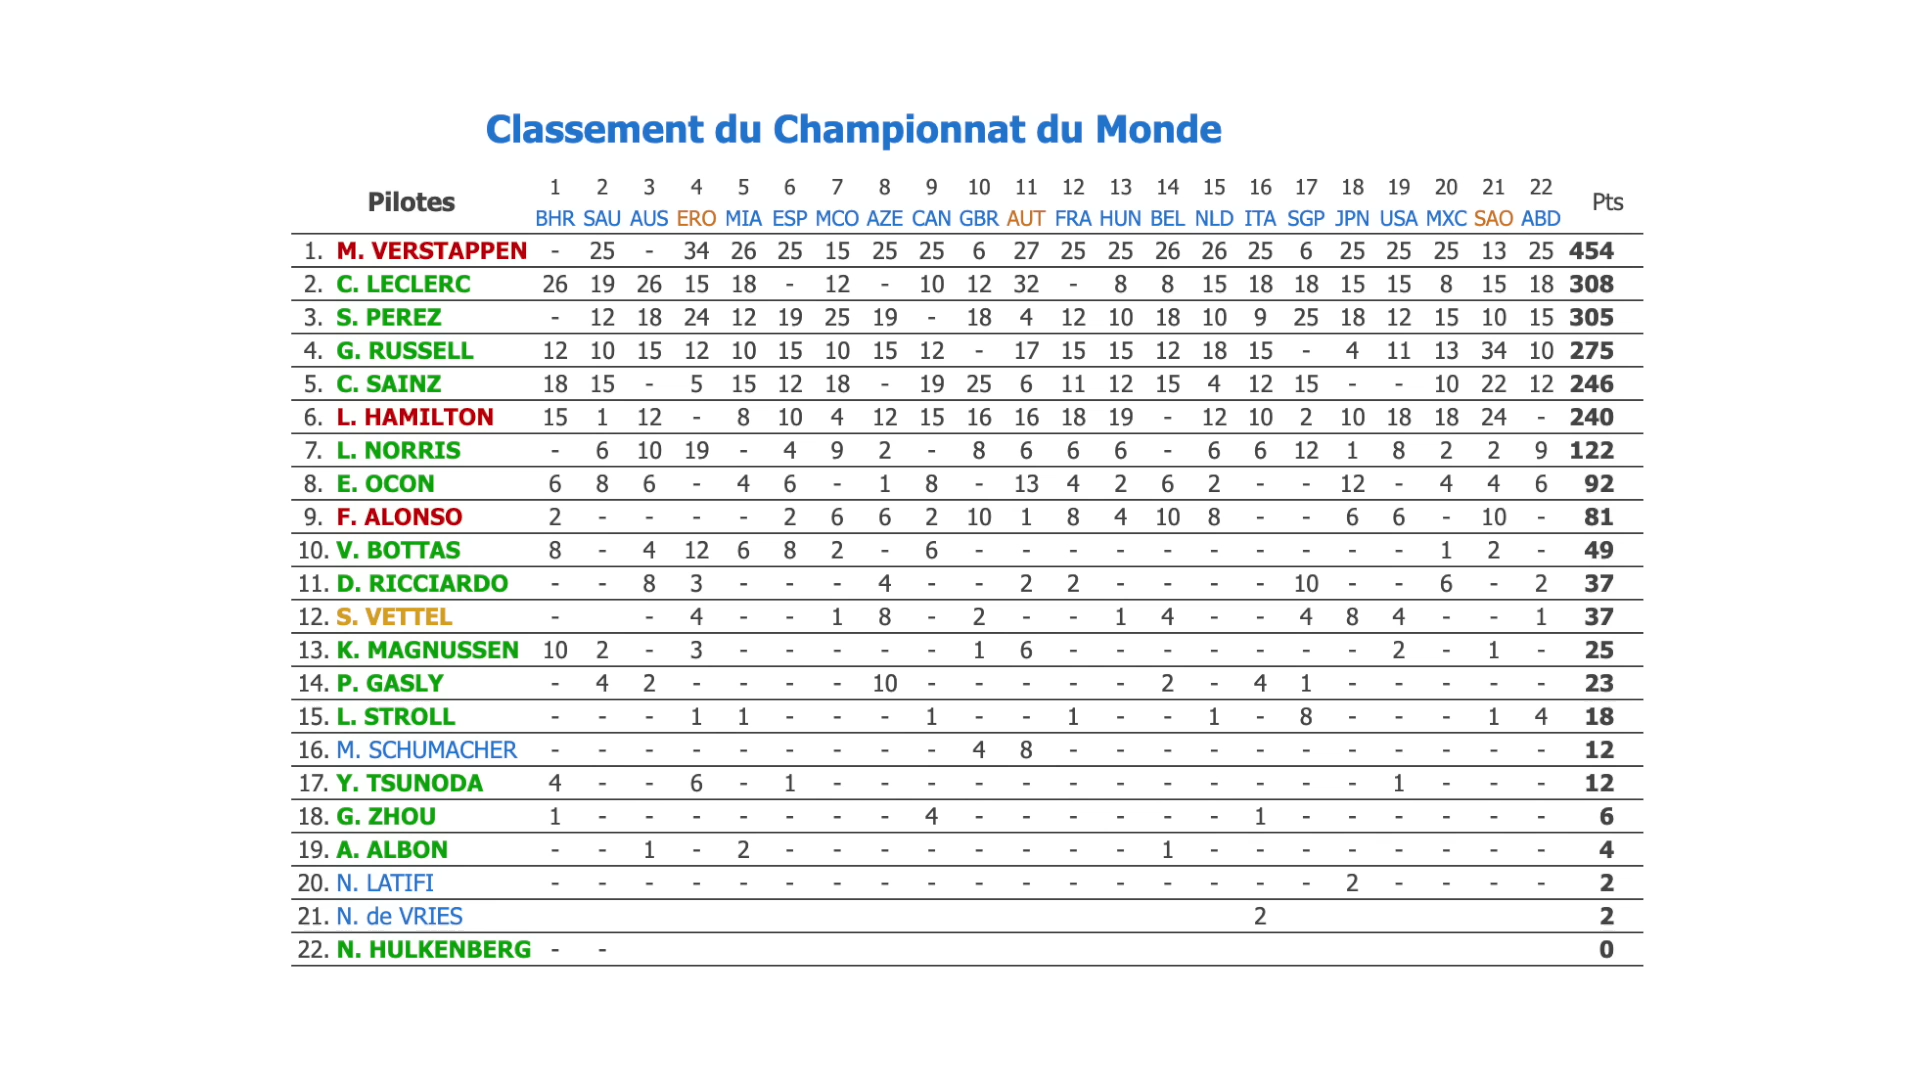 Classement du Championnat du Monde
Pilotes 1 2 3 4 5 6 7 8 9 10 11 12 13 14 15 16 17 18 19 20 21 22 Pts
BHR SAU AUS ERO MIA ESP MCO AZE CAN GBR AUT FRA HUN BEL NLD ITA SGP JPN USA MXC SAO ABD
1. M. VERSTAPPEN - 25 - 34 26 25 15 25 25 6 27 25 25 26 26 25 6 25 25 25 13 25 454
2. C. LECLERC 26 19 26 15 18 - 12 - 10 12 32 - 8 8 15 18 18 15 15 8 15 18 308
3. S. PEREZ - 12 18 24 12 19 25 19 - 18 4 12 10 18 10 9 25 18 12 15 10 15 305
4. G. RUSSELL 12 10 15 12 10 15 10 15 12 - 17 15 15 12 18 15 - 4 11 13 34 10 275
5. C. SAINZ 18 15 - 5 15 12 18 - 19 25 6 11 12 15 4 12 15 - - 10 22 12 246
6. L. HAMILTON 15 1 12 - 8 10 4 12 15 16 16 18 19 - 12 10 2 10 18 18 24 - 240
7. L. NORRIS - 6 10 19 - 4 9 2 - 8 6 6 6 - 6 6 12 1 8 2 2 9 122
8. E. OCON 6 8 6 - 4 6 - 1 8 - 13 4 2 6 2 - - 12 - 4 4 6 92
9. F. ALONSO 2 - - - - 2 6 6 2 10 1 8 4 10 8 - - 6 6 - 10 - 81
10. V. BOTTAS 8 - 4 12 6 8 2 - 6 - - - - - - - - - - 1 2 - 49
11. D. RICCIARDO - - 8 3 - - - 4 - - 2 2 - - - - 10 - - 6 - 2 37
12. S. VETTEL - - 4 - - 1 8 - 2 - - 1 4 - - 4 8 4 - - 1 37
13. K. MAGNUSSEN 10 2 - 3 - - - - - 1 6 - - - - - - - 2 - 1 - 25
14. P. GASLY - 4 2 - - - - 10 - - - - - 2 - 4 1 - - - - - 23
15. L. STROLL - - - 1 1 - - - 1 - - 1 - - 1 - 8 - - - 1 4 18
16. M. SCHUMACHER - - - - - - - - - 4 8 - - - - - - - - - - - 12
17. Y. TSUNODA 4 - - 6 - 1 - - - - - - - - - - - - 1 - - - 12
18. G. ZHOU 1 - - - - - - - 4 - - - - - - 1 - - - - - - 6
19. A. ALBON - - 1 - 2 - - - - - - - - 1 - - - - - - - - 4
20. N. LATIFI - - - - - - - - - - - - - - - - - 2 - - - - 2
21. N. de VRIES 2 2
22. N. HULKENBERG - - 0